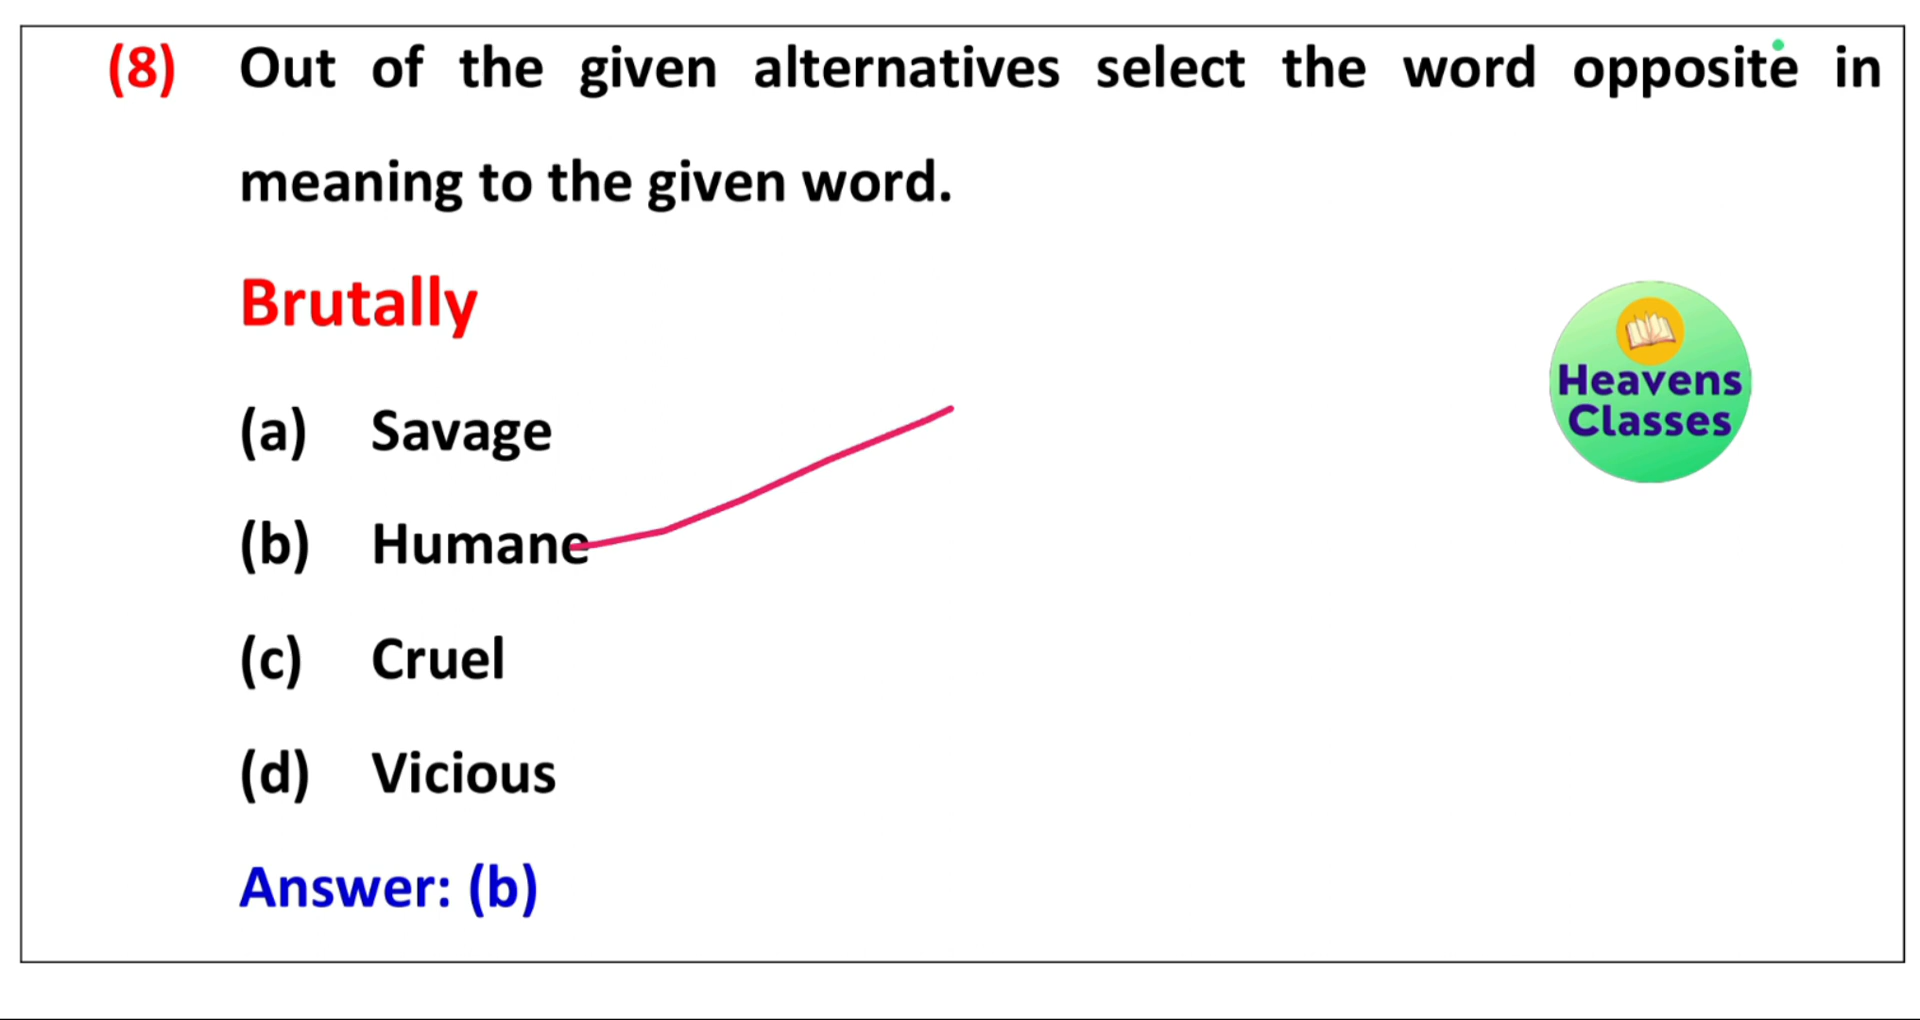 (8) Out of the given alternatives select the word opposite in
meaning to the given word.
Brutally
(a) Savage
(b) Humane
(c) Cruel
(d) Vicious
Answer: (b)
Heavens
Classes